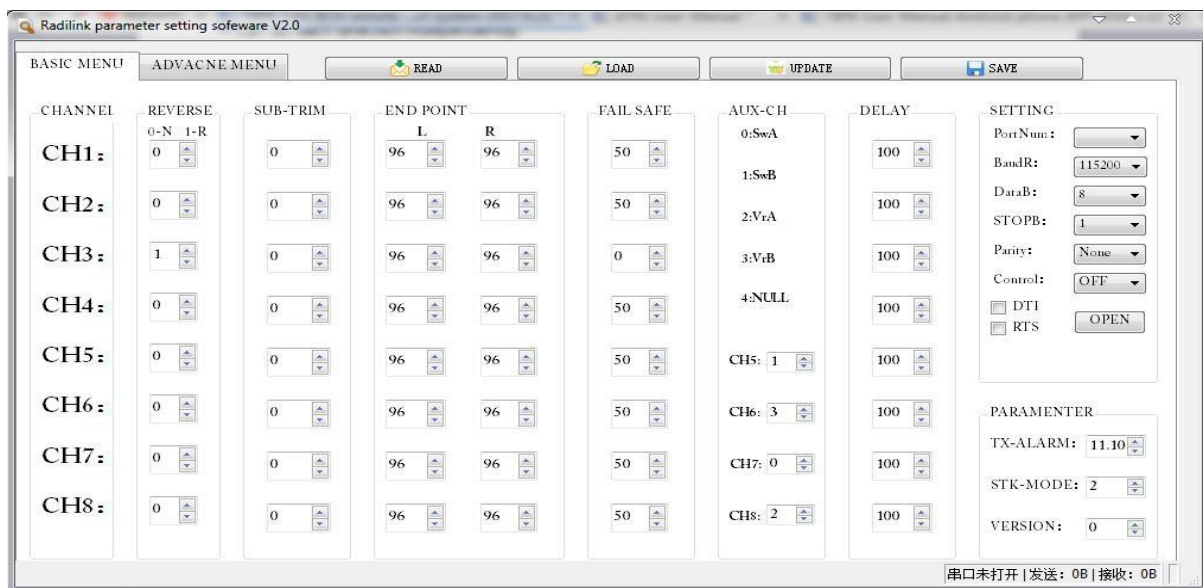 Radilink parameter setting sofeware V2.0
BASIC MENU ADVACNE MENU READ LOAD UPDATE SAVE
CHANNEL REVERSE SUB-TRIM END POINT FAIL SAFE AUX-CH DELAY SETTING
0-N 1-R L R 0:SwA PortNum:
CH1: 0 0 96 96 50 100
1:SwB BaudR: 115200
CH2: 0 0 96 96 50 100 DataB: 8
2:VrA STOPB: 1
CH3: 1 0 96 96 0 3:VrB 100 Parity: None
Control: OFF
CH4: 0 0 96 96 50 4:NULL 100 DTI
RTS OPEN
CH5: 0 0 96 96 50 CH5: 1 100
CH6: 0 0 96 96 50 CH6: 3 100 PARAMENTER
TX-ALARM: 11.10
CH7: 0 0 96 96 50 CH7: 0 100
STK-MODE: 2
CH8: 0 0 96 96 50 CH8: 2 100
VERSION: 0
串口未打开 | 发送: 0B | 接收: 0B